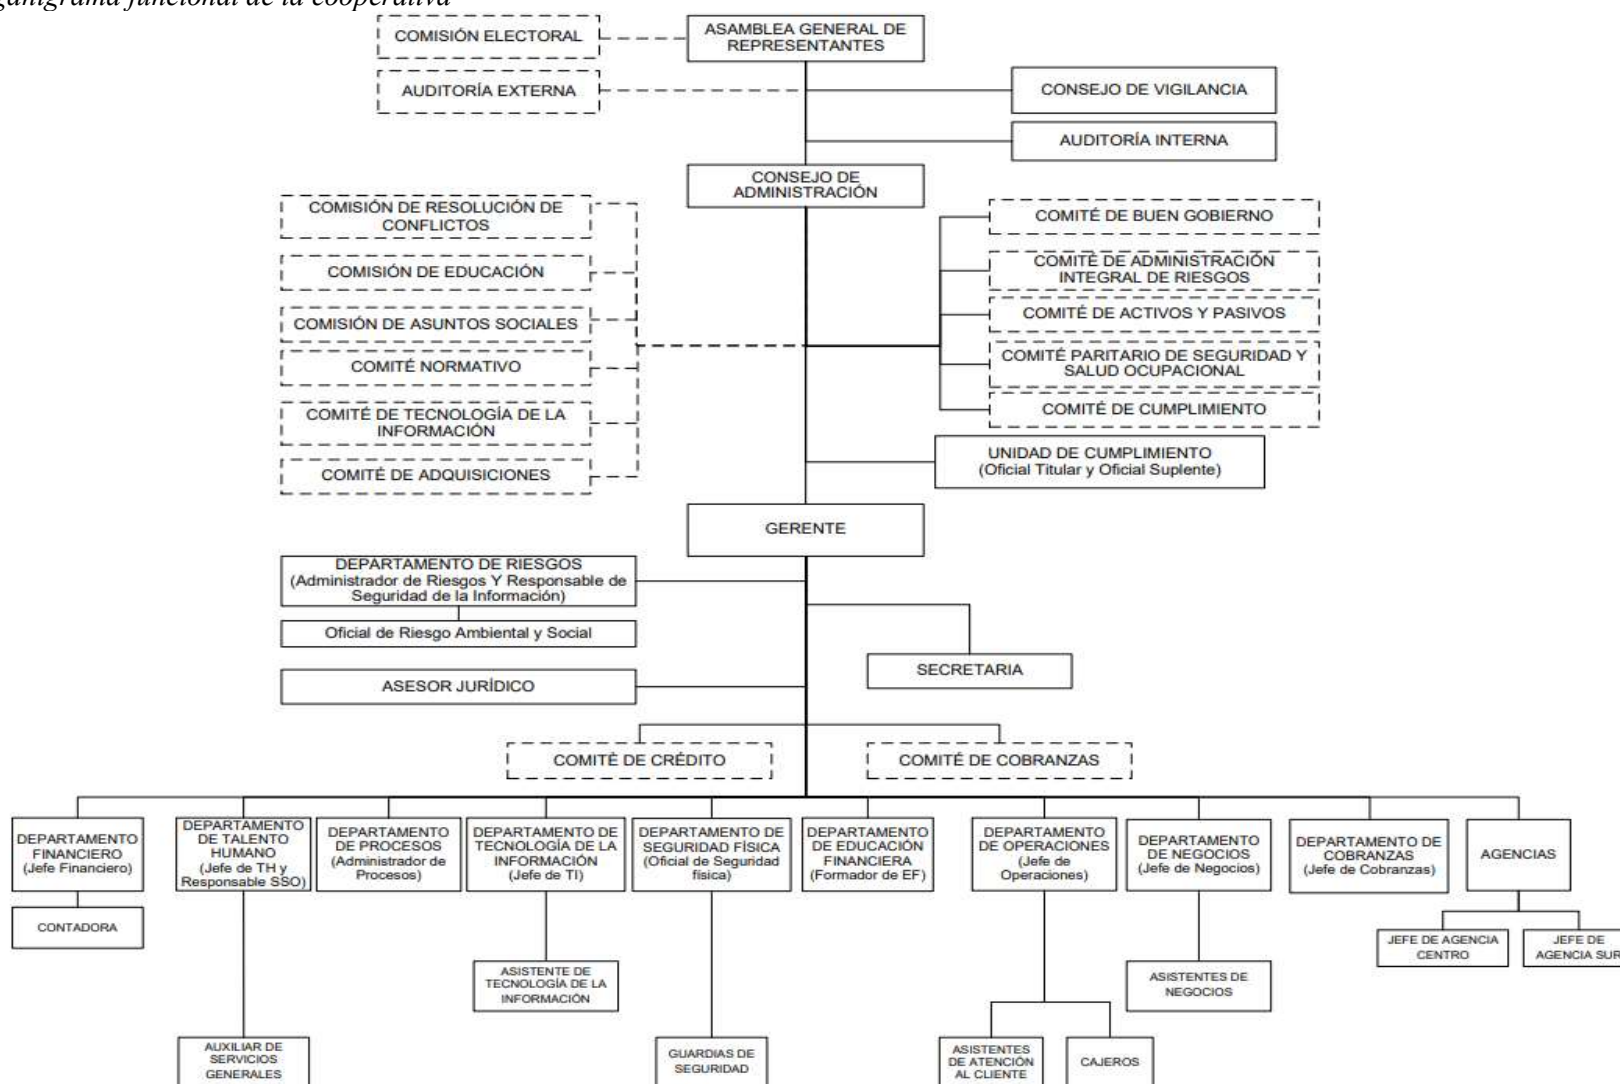 ganigrama funcional de la cooperativa
COMISIÓN ELECTORAL
ASAMBLEA GENERAL DE
REPRESENTANTES
AUDITORÍA EXTERNA
CONSEJO DE VIGILANCIA
AUDITORÍA INTERNA
CONSEJO DE
ADMINISTRACIÓN
COMISIÓN DE RESOLUCIÓN DE
CONFLICTOS
COMISIÓN DE EDUCACIÓN
COMISIÓN DE ASUNTOS SOCIALES
COMITÉ NORMATIVO
COMITÉ DE TECNOLOGÍA DE LA
INFORMACIÓN
COMITÉ DE ADQUISICIONES
COMITÉ DE BUEN GOBIERNO
COMITÉ DE ADMINISTRACIÓN
INTEGRAL DE RIESGOS
COMITÉ DE ACTIVOS Y PASIVOS
COMITÉ PARITARIO DE SEGURIDAD Y
SALUD OCUPACIONAL
COMITÉ DE CUMPLIMIENTO
UNIDAD DE CUMPLIMIENTO
(Oficial Titular y Oficial Suplente)
GERENTE
DEPARTAMENTO DE RIESGOS
(Administrador de Riesgos Y Responsable de
Seguridad de la Información)
Oficial de Riesgo Ambiental y Social
SECRETARIA
ASESOR JURÍDICO
COMITÉ DE CRÉDITO
COMITÉ DE COBRANZAS
DEPARTAMENTO
FINANCIERO
(Jefe Financiero)
DEPARTAMENTO
DE TALENTO
HUMANO
(Jefe de TH y
Responsable SSO)
DEPARTAMENTO
DE PROCESOS
(Administrador de
Procesos)
DEPARTAMENTO DE
TECNOLOGÍA DE LA
INFORMACIÓN
(Jefe de TI)
DEPARTAMENTO DE
SEGURIDAD FÍSICA
(Oficial de Seguridad
física)
DEPARTAMENTO
DE EDUCACIÓN
FINANCIERA
(Formador de EF)
DEPARTAMENTO
DE OPERACIONES
(Jefe de
Operaciones)
DEPARTAMENTO
DE NEGOCIOS
(Jefe de Negocios)
DEPARTAMENTO DE
COBRANZAS
(Jefe de Cobranzas)
AGENCIAS
CONTADORA
JEFE DE AGENCIA
CENTRO
JEFE DE
AGENCIA SUR
ASISTENTE DE
TECNOLOGÍA DE LA
INFORMACIÓN
ASISTENTES DE
NEGOCIOS
AUXILIAR DE
SERVICIOS
GENERALES
GUARDIAS DE
SEGURIDAD
ASISTENTES
DE ATENCIÓN
AL CLIENTE
CAJEROS